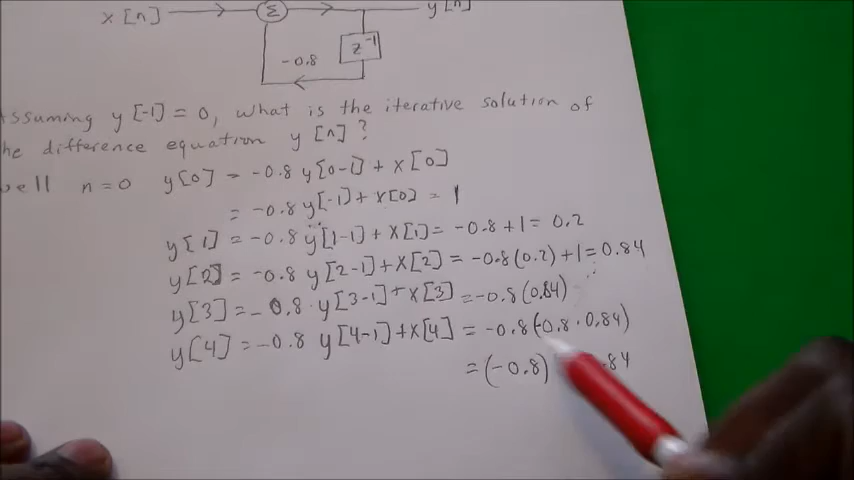 x[n] Σ y[n]
-0.8 z⁻¹
Assuming y[-1] = 0, what is the iterative solution of
he difference equation y[n]?
well n=0 y[0] = -0.8 y[0-1] + x[0]
= -0.8 y[-1] + x[0] = 1
y[1] = -0.8 y[1-1] + x[1] = -0.8 + 1 = 0.2
y[2] = -0.8 y[2-1] + x[2] = -0.8(0.2) + 1 = 0.84
y[3] = -0.8 · y[3-1] + x[3] = -0.8(0.84)
y[4] = -0.8 y[4-1] + x[4] = -0.8(-0.8 · 0.84)
= (-0.8) .84